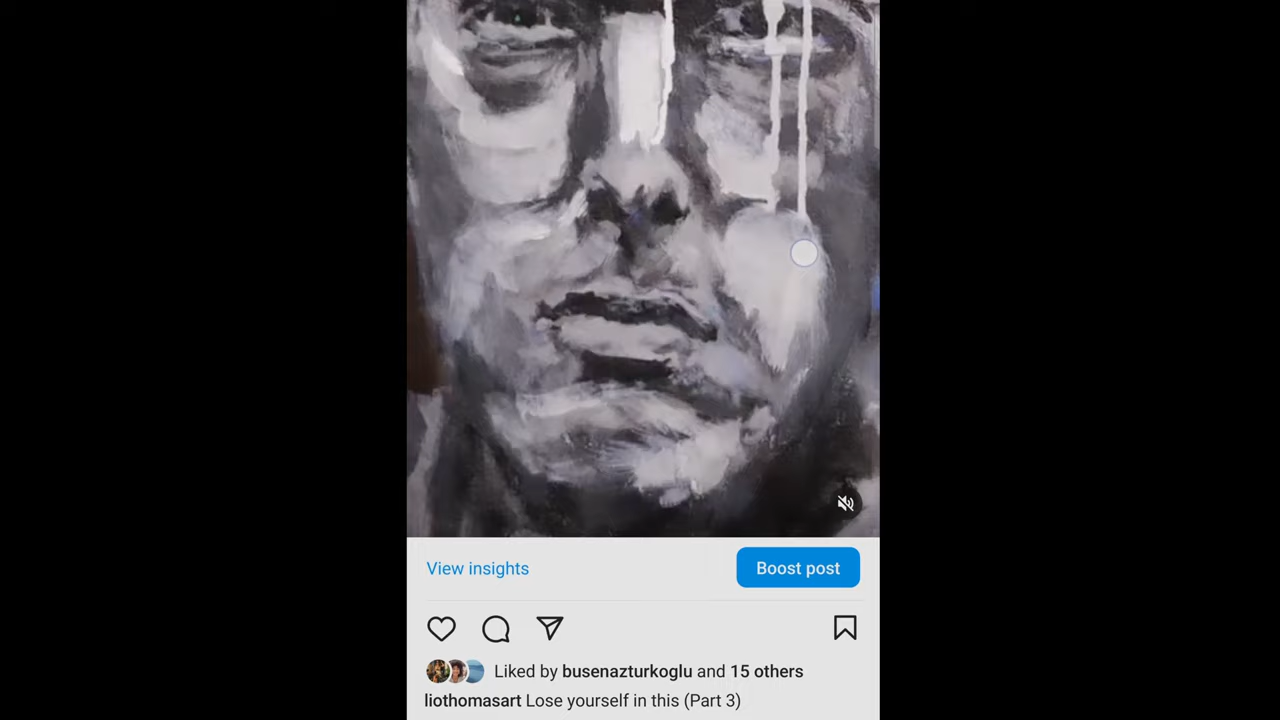 View insights
Boost post
Liked by busenazturkoglu and 15 others
liothomasart Lose yourself in this (Part 3)